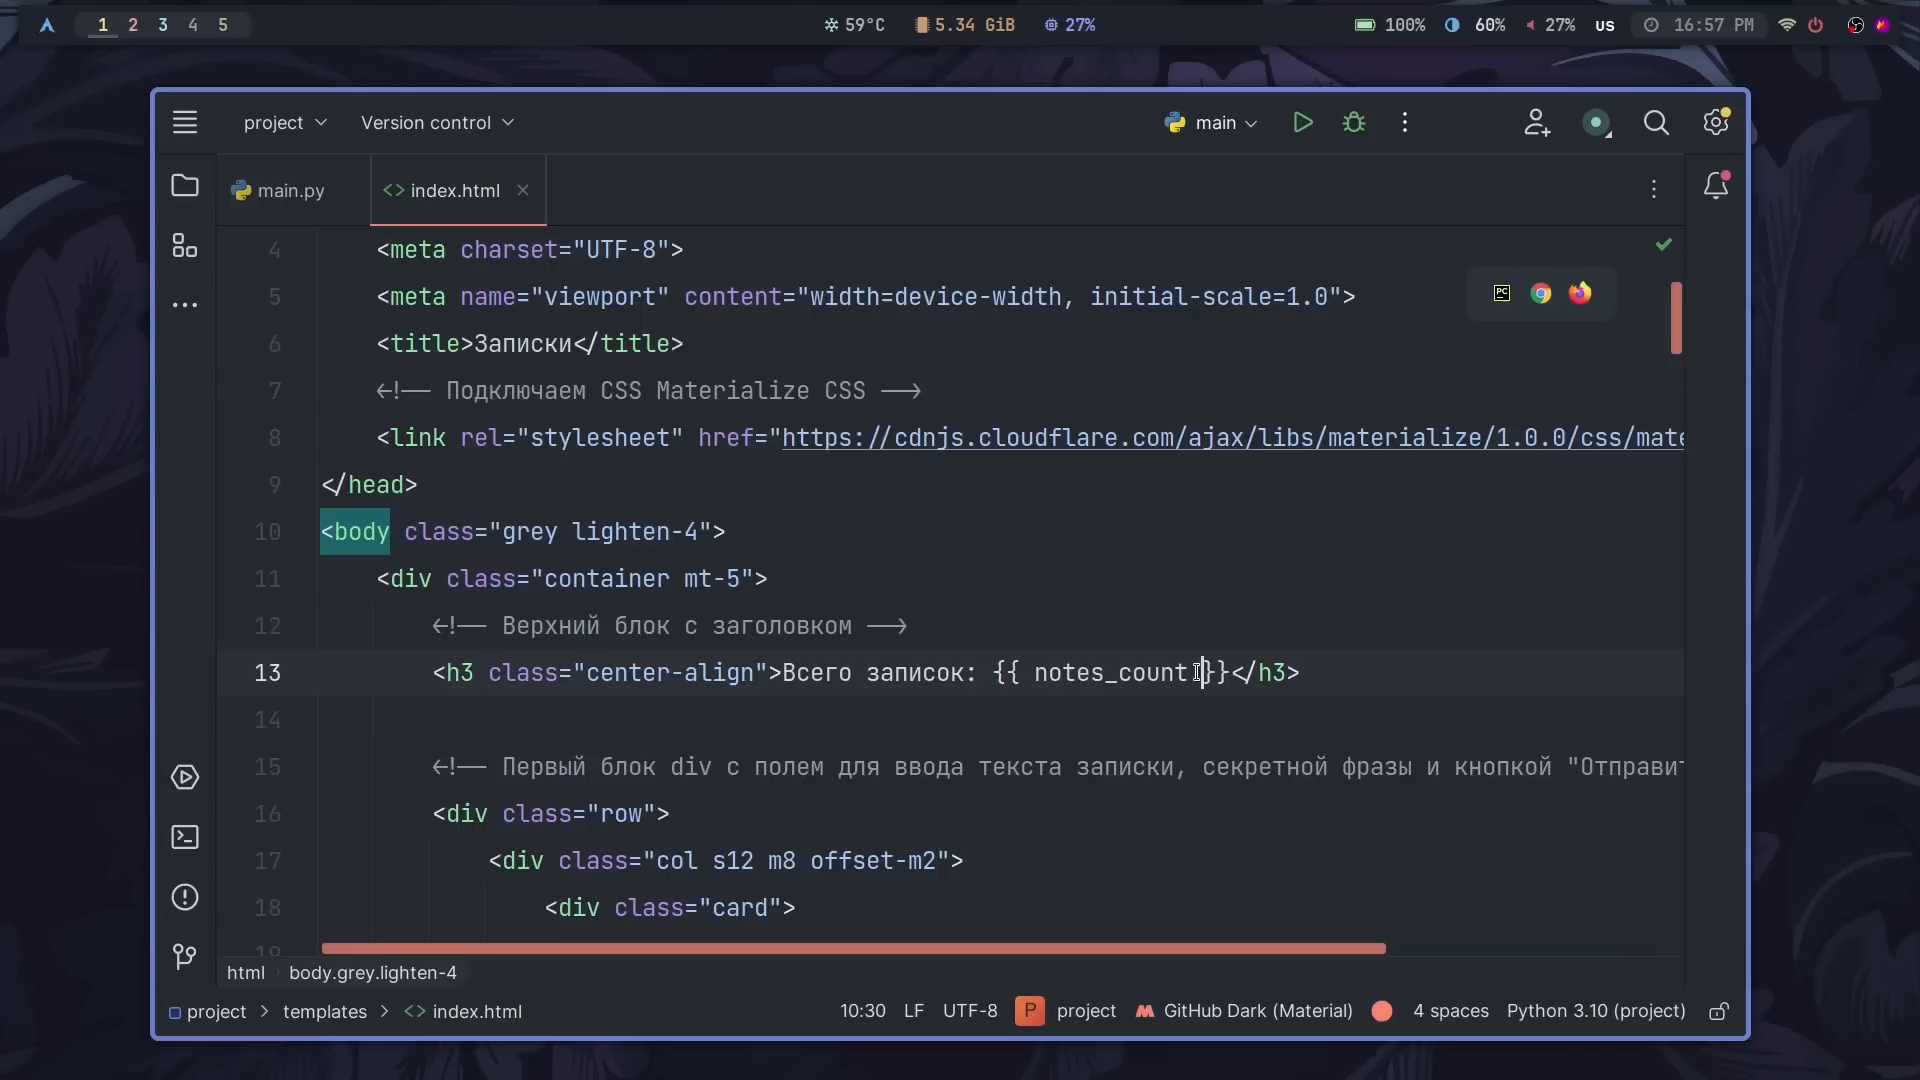 1 2 3 4 5 59°C 5.34 GiB 27% 100% 60% 27% US 16:57 PM
project Version control main
main.py index.html
4 <meta charset="UTF-8">
5 <meta name="viewport" content="width=device-width, initial-scale=1.0">
PC
6 <title>Записки</title>
7 <!-- Подключаем CSS Materialize CSS -->
8 <link rel="stylesheet" href="https://cdnjs.cloudflare.com/ajax/libs/materialize/1.0.0/css/mate
9 </head>
10 <body class="grey lighten-4">
11 <div class="container mt-5">
12 <!-- Верхний блок с заголовком -->
13 <h3 class="center-align">Всего записок: {{ notes_count }}</h3>
14
15 <!-- Первый блок div с полем для ввода текста записки, секретной фразы и кнопкой "Отправит
16 <div class="row">
17 <div class="col s12 m8 offset-m2">
18 <div class="card">
19
html body.grey.lighten-4
project > templates > index.html 10:30 LF UTF-8 P project GitHub Dark (Material) 4 spaces Python 3.10 (project)